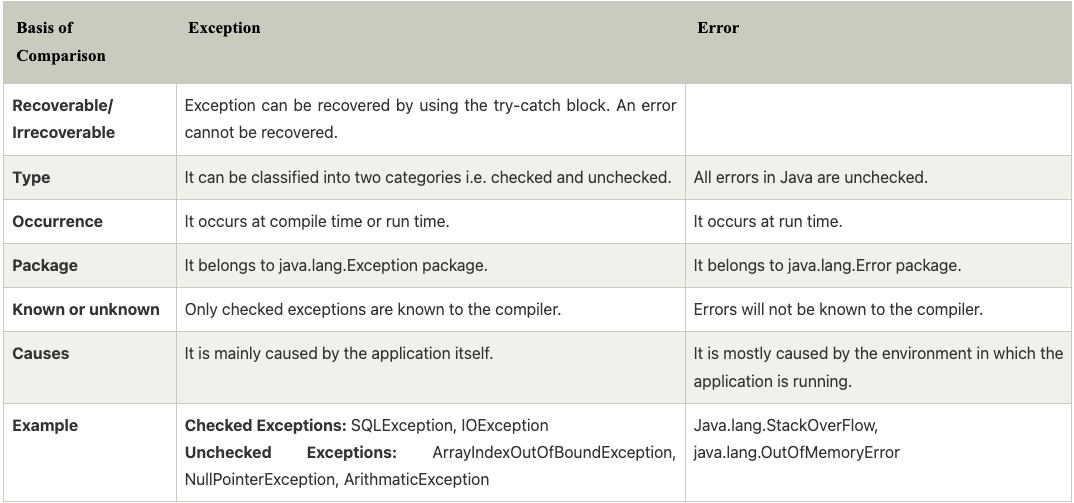 Basis of Exception Error
Comparison
Recoverable/ Exception can be recovered by using the try-catch block. An error
Irrecoverable cannot be recovered.
Type It can be classified into two categories i.e. checked and unchecked. All errors in Java are unchecked.
Occurrence It occurs at compile time or run time. It occurs at run time.
Package It belongs to java.lang.Exception package. It belongs to java.lang.Error package.
Known or unknown Only checked exceptions are known to the compiler. Errors will not be known to the compiler.
Causes It is mainly caused by the application itself. It is mostly caused by the environment in which the
application is running.
Example Checked Exceptions: SQLException, IOException Java.lang.StackOverFlow,
Unchecked Exceptions: ArrayIndexOutOfBoundException, java.lang.OutOfMemoryError
NullPointerException, ArithmaticException